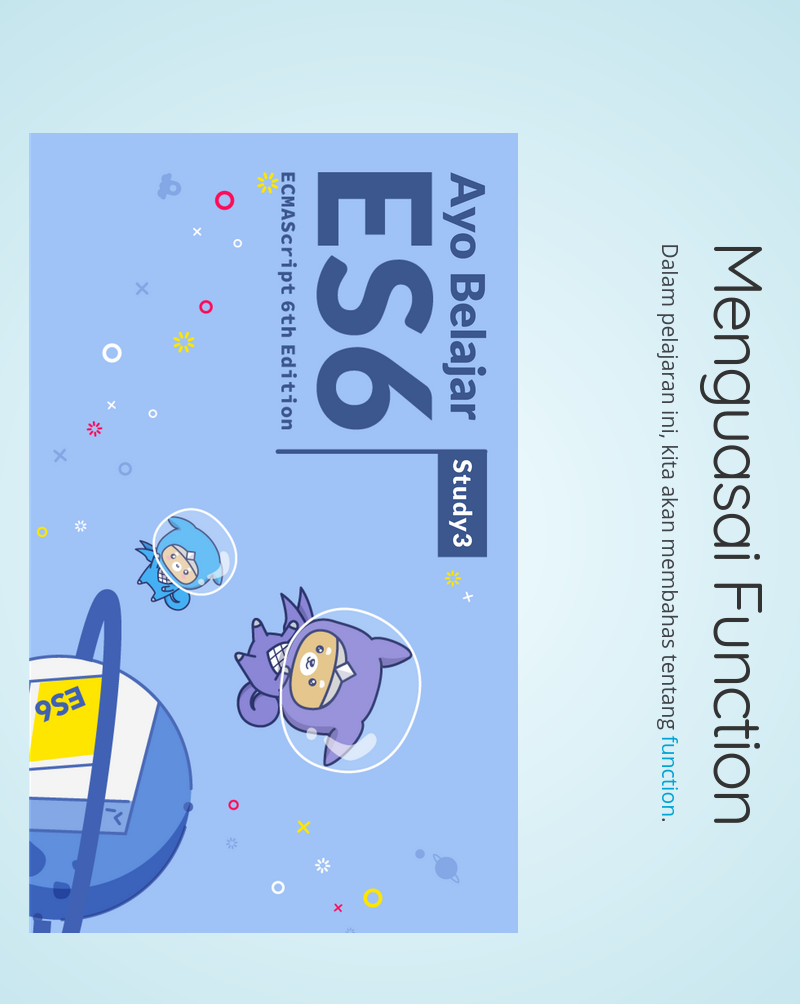 Menguasai Function
Dalam pelajaran ini, kita akan membahas tentang function.
Ayo Belajar
Study3
ES6
ECMAScript 6th Edition
ES6